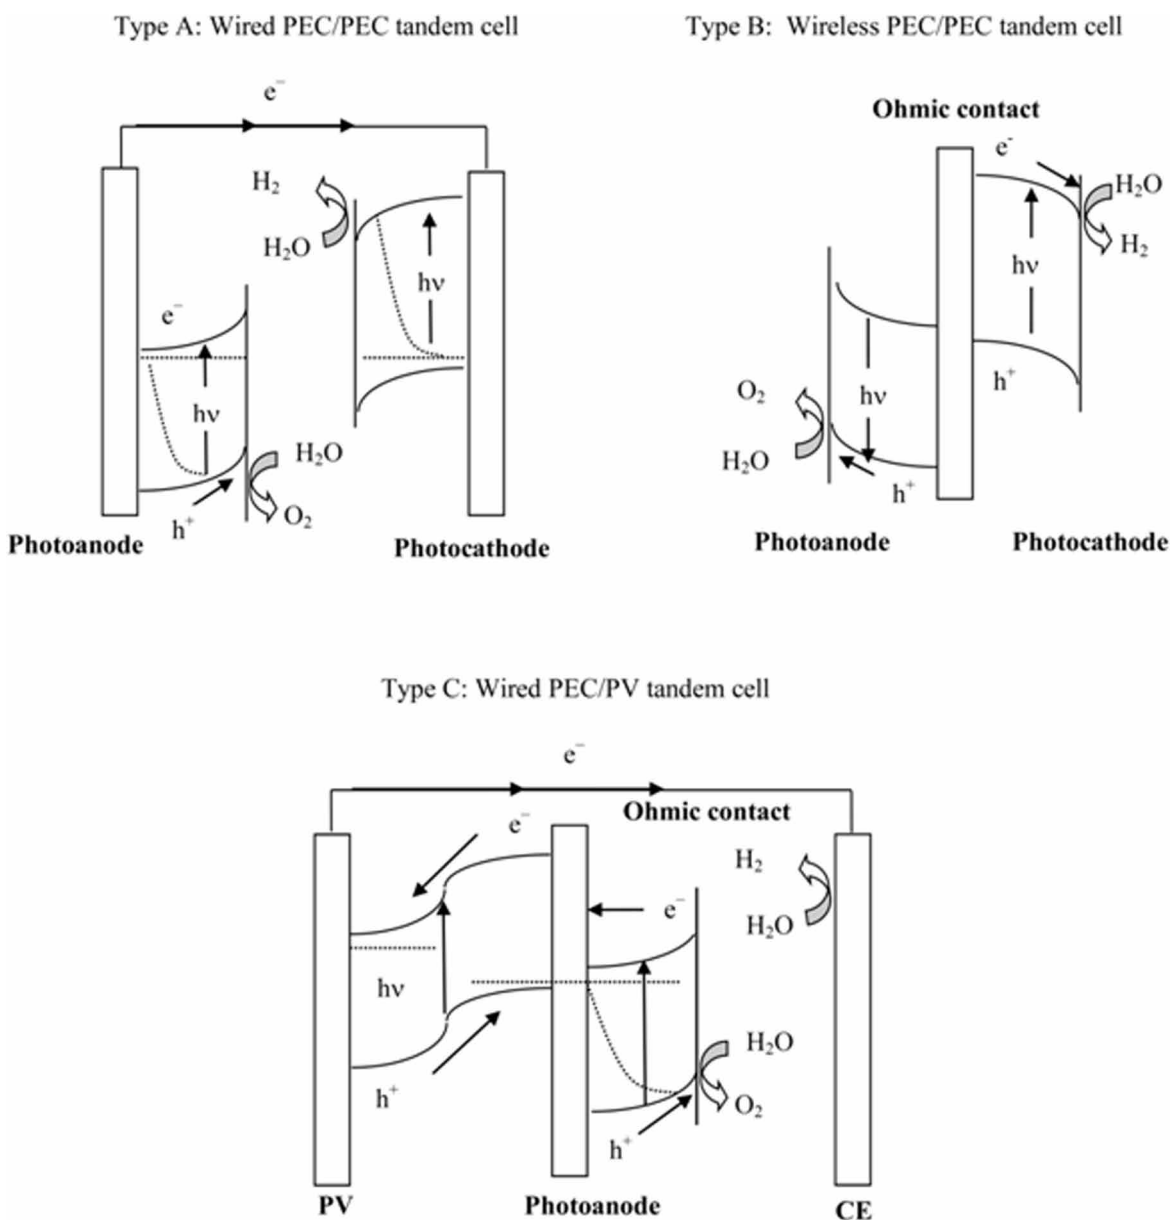 Type A: Wired PEC/PEC tandem cell
e⁻
H₂
H₂O
hν
e⁻
hν
H₂O
h⁺
O₂
Photoanode
Photocathode
Type B: Wireless PEC/PEC tandem cell
Ohmic contact
e⁻
H₂O
H₂
hν
O₂
hν
h⁺
H₂O
h⁺
Photoanode
Photocathode
Type C: Wired PEC/PV tandem cell
e⁻
Ohmic contact
e⁻
H₂
e⁻
H₂O
hν
H₂O
h⁺
O₂
h⁺
PV
Photoanode
CE